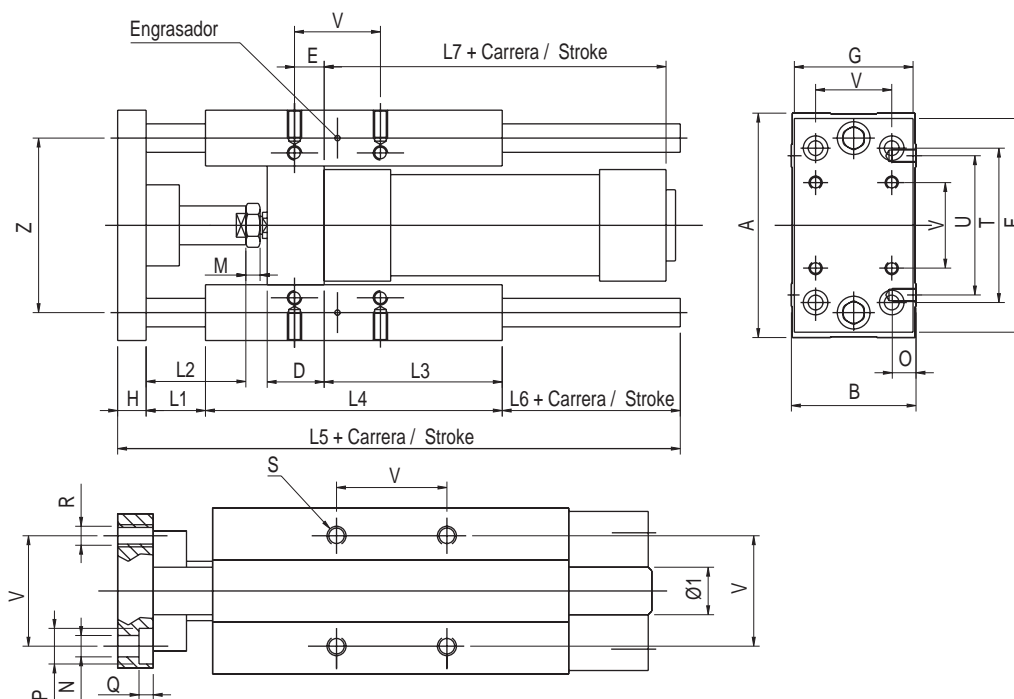 Engrasador
V
E
L7 + Carrera / Stroke
G
V
Z
M
A
V
U
T
F
L2
D
L3
O
H
L1
L4
L6 + Carrera / Stroke
B
L5 + Carrera / Stroke
S
V
R
V
Ø1
V
P
N
Q